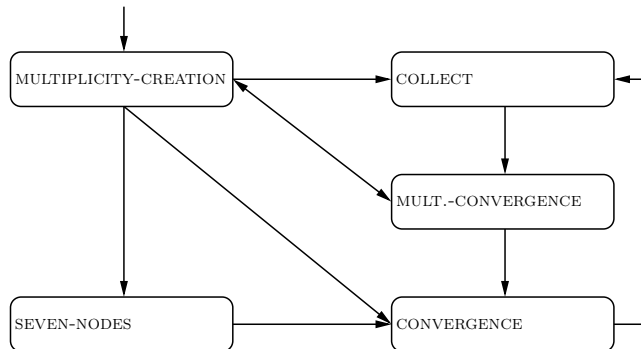 MULTIPLICITY-CREATION
COLLECT
MULT.-CONVERGENCE
SEVEN-NODES
CONVERGENCE